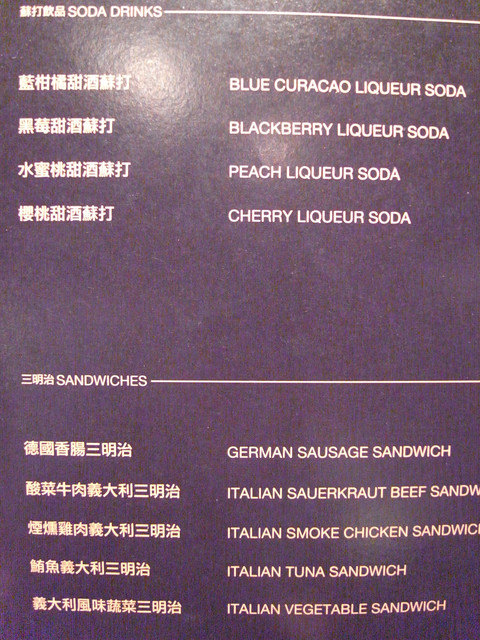 蘇打飲品 SODA DRINKS
藍柑橘甜酒蘇打 BLUE CURACAO LIQUEUR SODA
黑莓甜酒蘇打 BLACKBERRY LIQUEUR SODA
水蜜桃甜酒蘇打 PEACH LIQUEUR SODA
櫻桃甜酒蘇打 CHERRY LIQUEUR SODA
三明治 SANDWICHES
德國香腸三明治 GERMAN SAUSAGE SANDWICH
酸菜牛肉義大利三明治 ITALIAN SAUERKRAUT BEEF SANDW
煙燻雞肉義大利三明治 ITALIAN SMOKE CHICKEN SANDWIC
鮪魚義大利三明治 ITALIAN TUNA SANDWICH
義大利風味蔬菜三明治 ITALIAN VEGETABLE SANDWICH